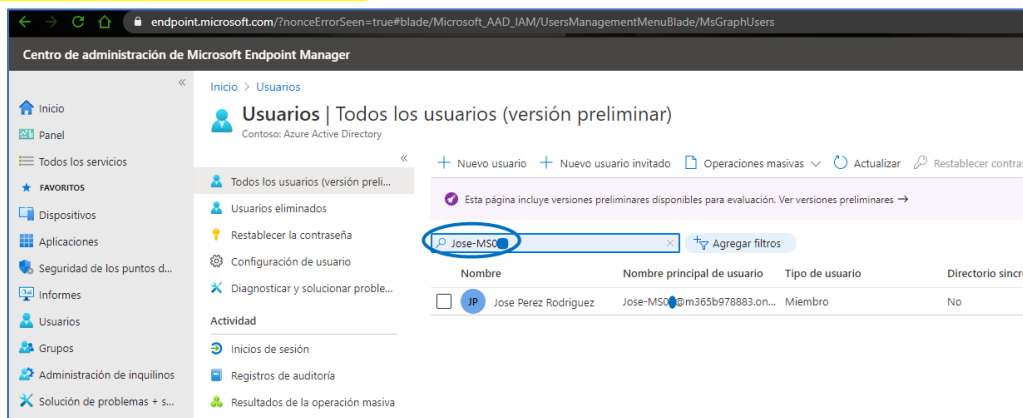 endpoint.microsoft.com/?nonceErrorSeen=true#blade/Microsoft_AAD_IAM/UsersManagementMenuBlade/MsGraphUsers
Centro de administración de Microsoft Endpoint Manager
Inicio
Panel
Todos los servicios
FAVORITOS
Dispositivos
Aplicaciones
Seguridad de los puntos d...
Informes
Usuarios
Grupos
Administración de inquilinos
Solución de problemas + s...
Inicio > Usuarios
Usuarios | Todos los usuarios (versión preliminar)
Contoso: Azure Active Directory
Todos los usuarios (versión preli...
Usuarios eliminados
Restablecer la contraseña
Configuración de usuario
Diagnosticar y solucionar proble...
Actividad
Inicios de sesión
Registros de auditoría
Resultados de la operación masiva
Nuevo usuario Nuevo usuario invitado Operaciones masivas Actualizar Restablecer contras
Esta página incluye versiones preliminares disponibles para evaluación. Ver versiones preliminares →
Jose-MS0 Agregar filtros
Nombre Nombre principal de usuario Tipo de usuario Directorio sincro
JP Jose Perez Rodriguez Jose-MS0 @m365b978883.on... Miembro No